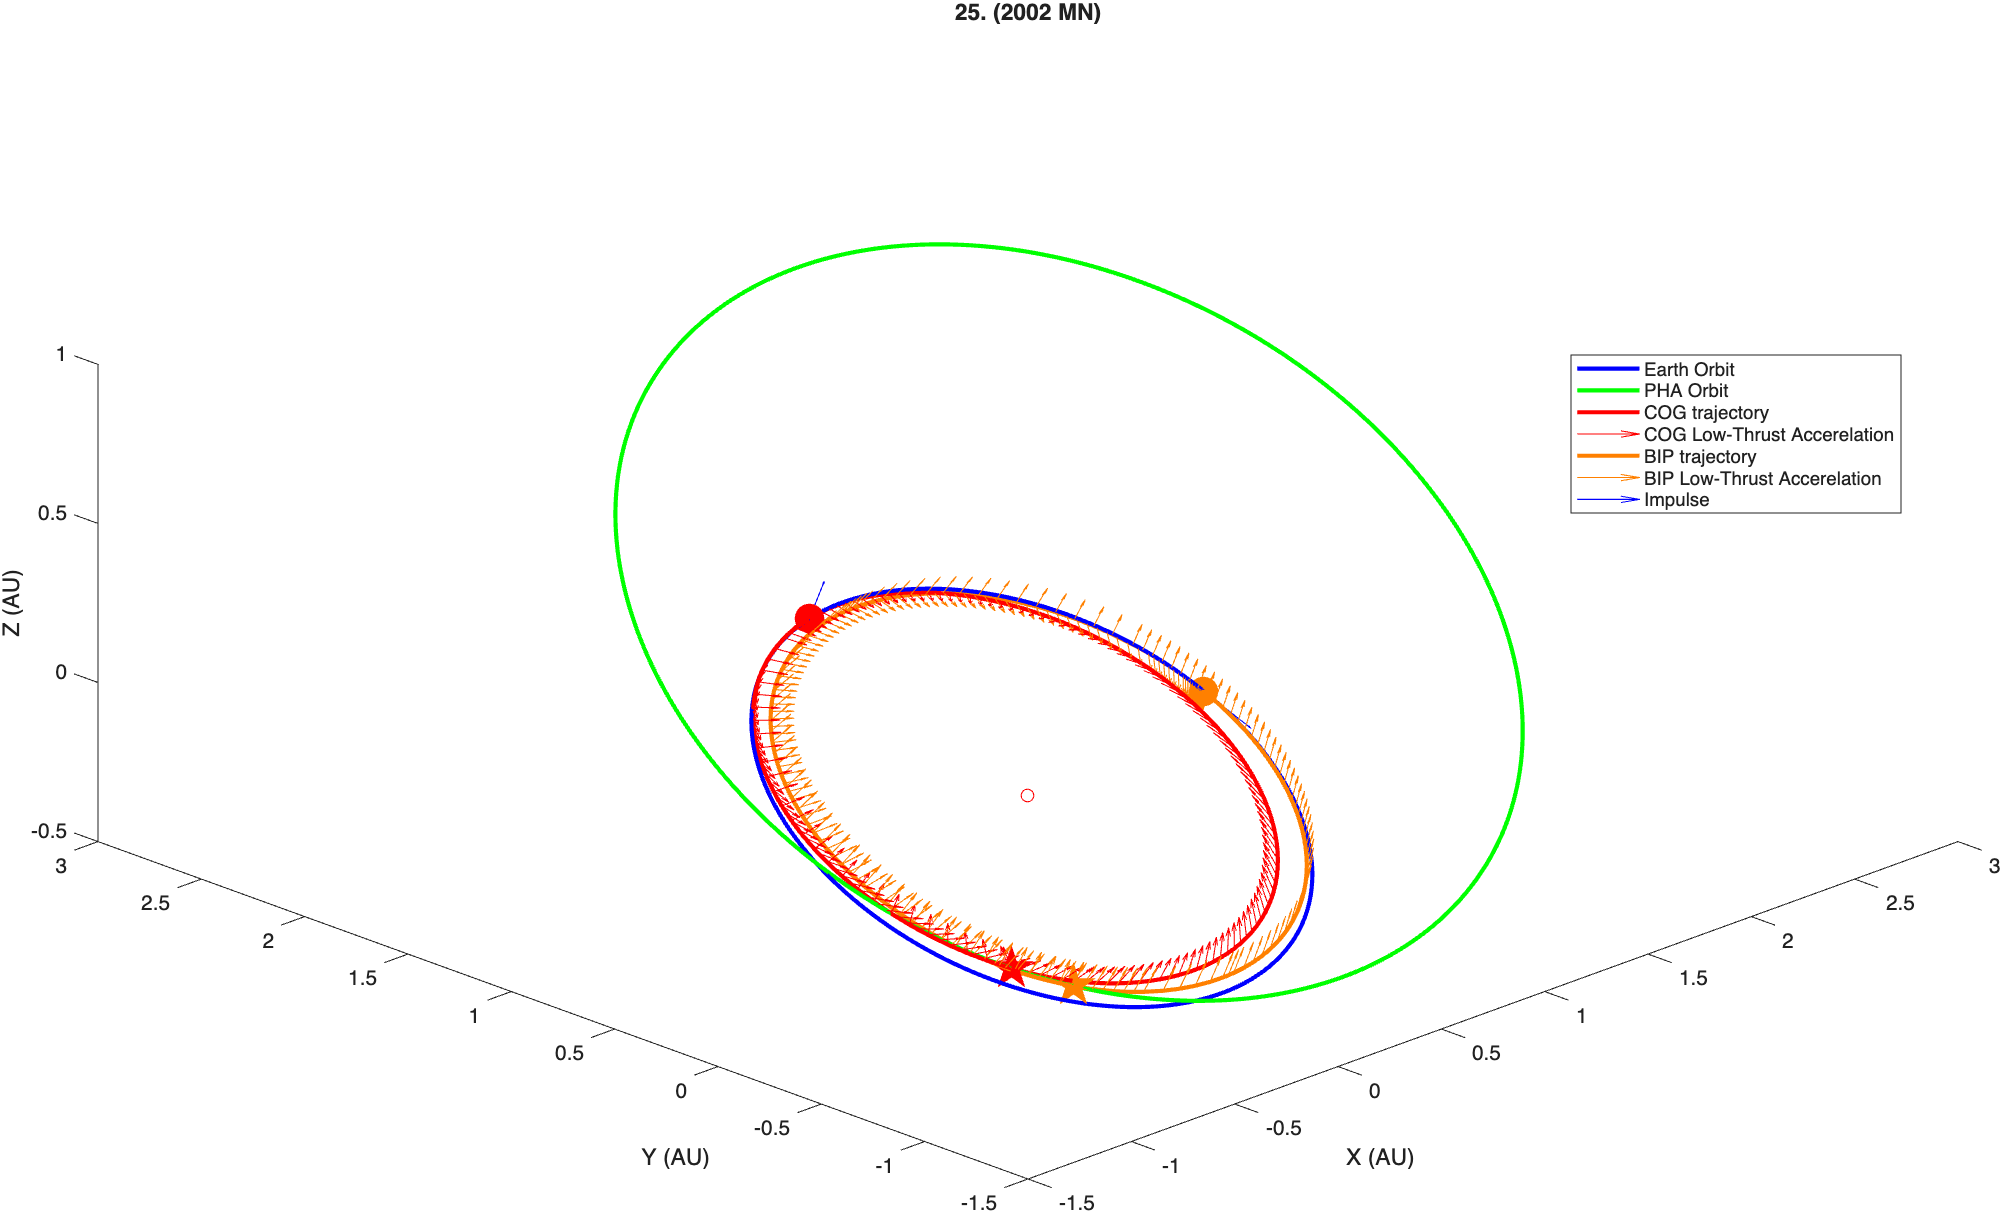 25. (2002 MN)
Earth Orbit
PHA Orbit
COG trajectory
COG Low-Thrust Accerelation
BIP trajectory
BIP Low-Thrust Accerelation
Impulse
Z (AU)
1
0.5
0
-0.5
3
2.5
2
1.5
1
0.5
0
-0.5
-1
-1.5
Y (AU)
-1.5
-1
-0.5
0
0.5
1
1.5
2
2.5
3
X (AU)